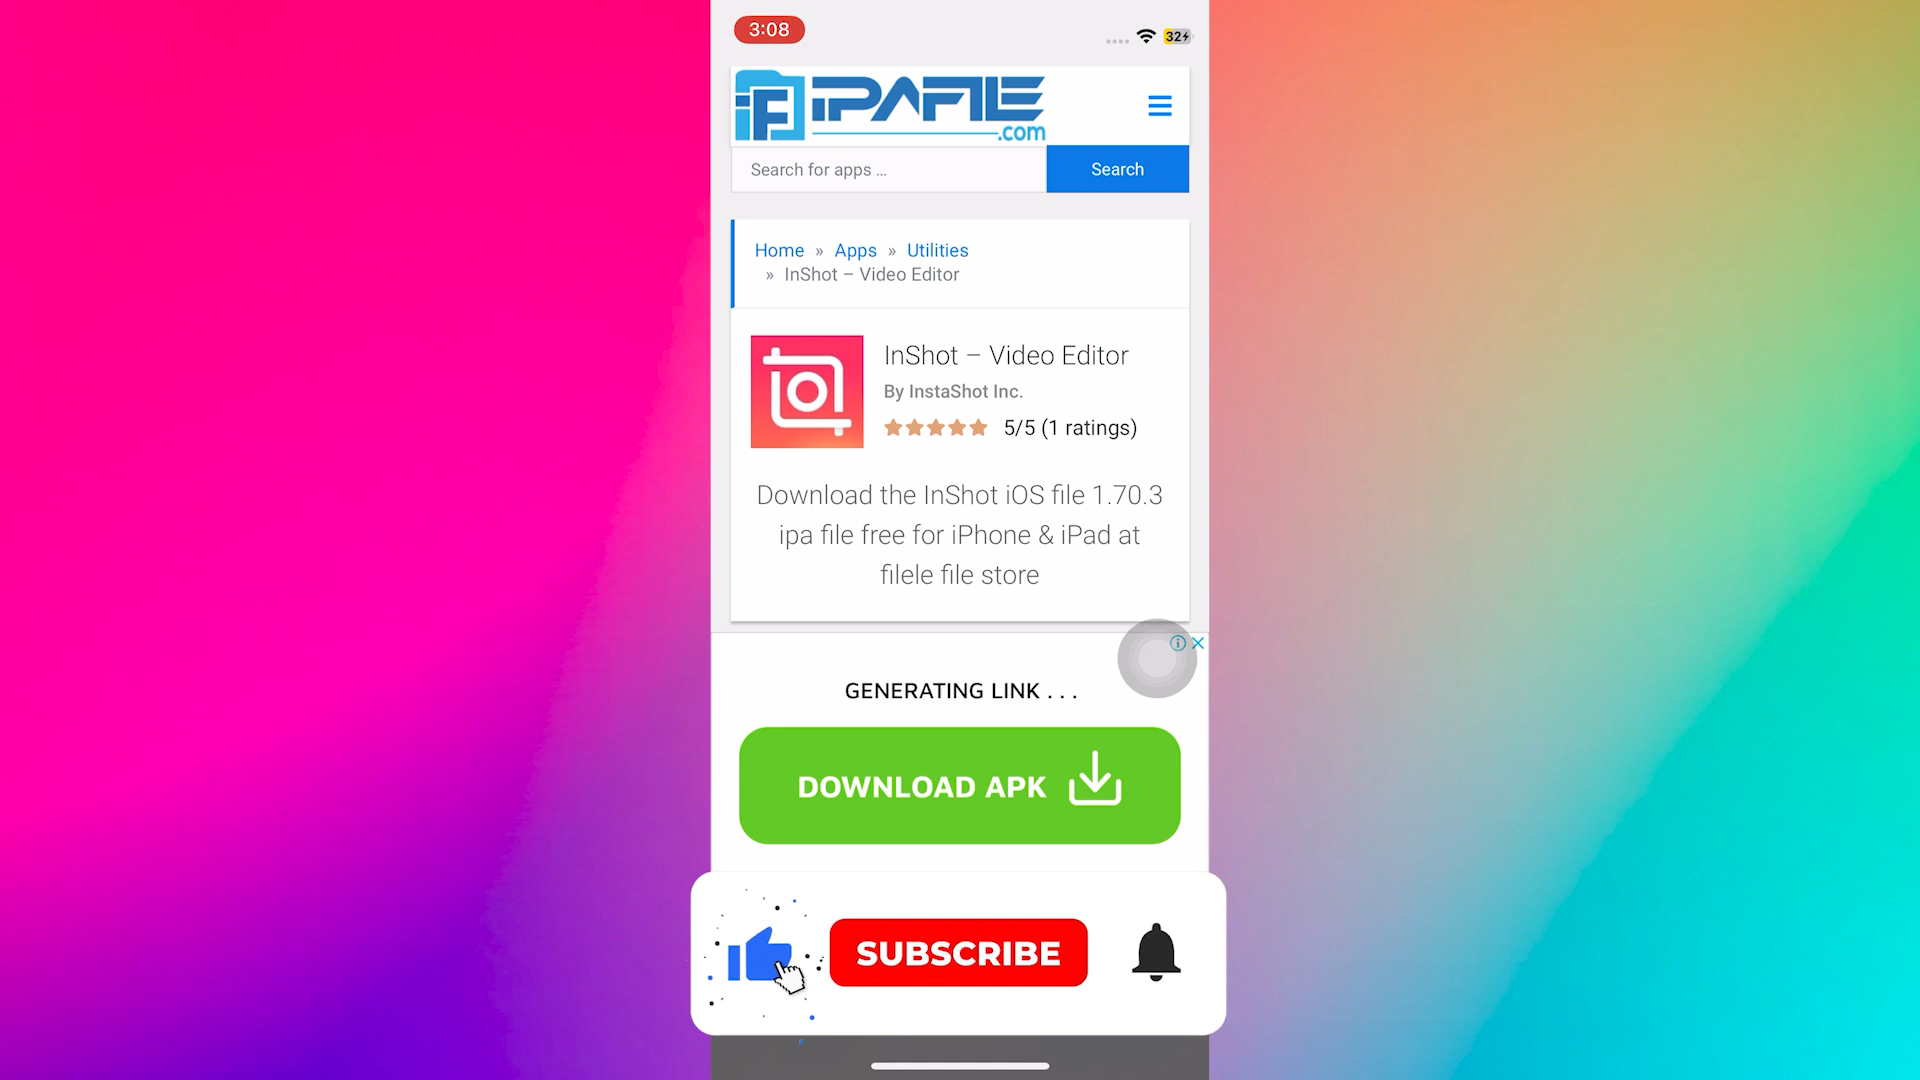 3:08
32
iF iPAFILE
.com
Search for apps ...
Search
Home » Apps » Utilities
» InShot – Video Editor
InShot – Video Editor
By InstaShot Inc.
5/5 (1 ratings)
Download the InShot iOS file 1.70.3
ipa file free for iPhone & iPad at
filele file store
GENERATING LINK . . .
DOWNLOAD APK
SUBSCRIBE